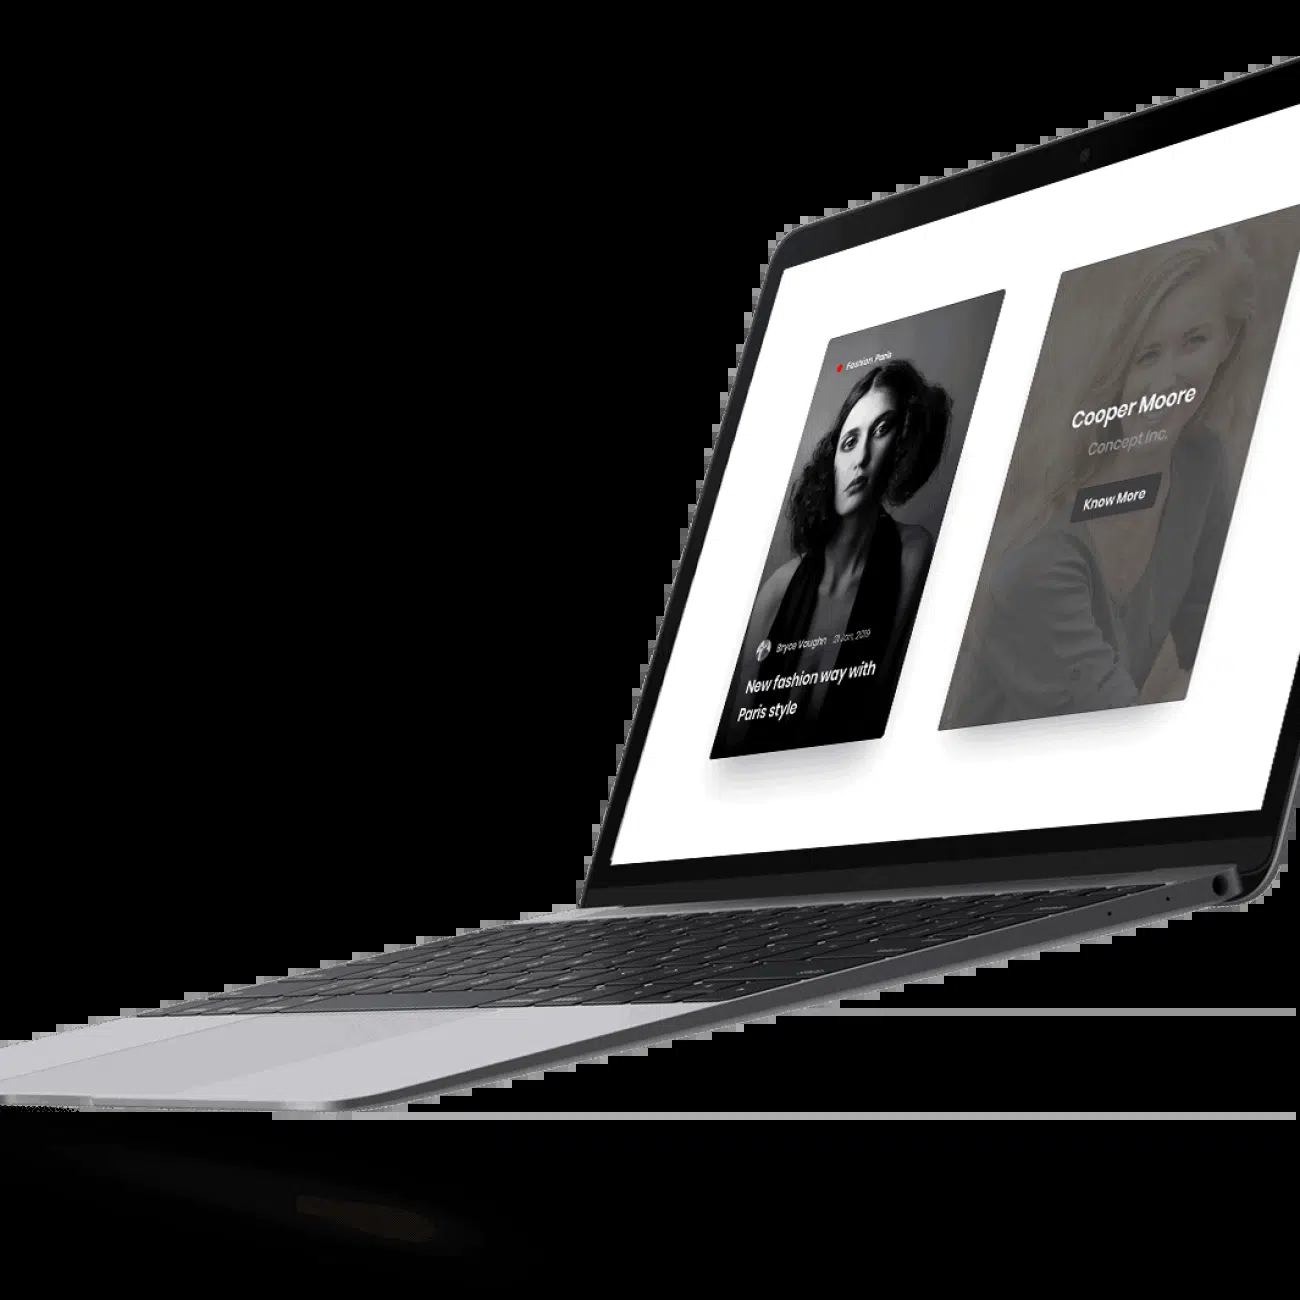 Fashion Paris
Bryce Vaughn 21 Jan, 2019
New fashion way with
Paris style
Cooper Moore
Concept Inc.
Know More